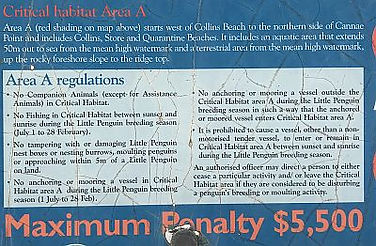 Critical habitat Area A
Area A (red shading on map above) starts west of Collins Beach to the northern side of Cannae
Point and includes Collins, Store and Quarantine Beaches. It includes an aquatic area that extends
50m out to sea from the mean high watermark and a terrestrial area from the mean high watermark,
up the rocky foreshore slope to the ridge top.
Area A regulations
• No Companion Animals (except for Assistance
Animals) in Critical Habitat.
• No Fishing in Critical Habitat between sunset and
sunrise during the Little Penguin breeding season
(July 1 to 28 February).
• No tampering with or damaging Little Penguin
nest boxes or nesting burrows, moulting penguins
or approaching within 5m of a Little Penguin
on land.
• No anchoring or mooring a vessel in Critical
Habitat area A during the Little Penguin breeding
season (1 July to 28 Feb).
• No anchoring or mooring a vessel outside the
Critical Habitat area A during the Little Penguin
breeding season in such a way that the anchored
or moored vessel enters Critical Habitat area A.
• It is prohibited to cause a vessel, other than a non-
motorised tender vessel, to enter or remain in
Critical Habitat area A between sunset and sunrise
during the Little Penguin breeding season.
An authorised officer may direct a person to either
cease a particular activity and/ or leave the Critical
Habitat area if they are considered to be disturbing
a penguin's breeding or moulting activity.
Maximum Penalty $5,500